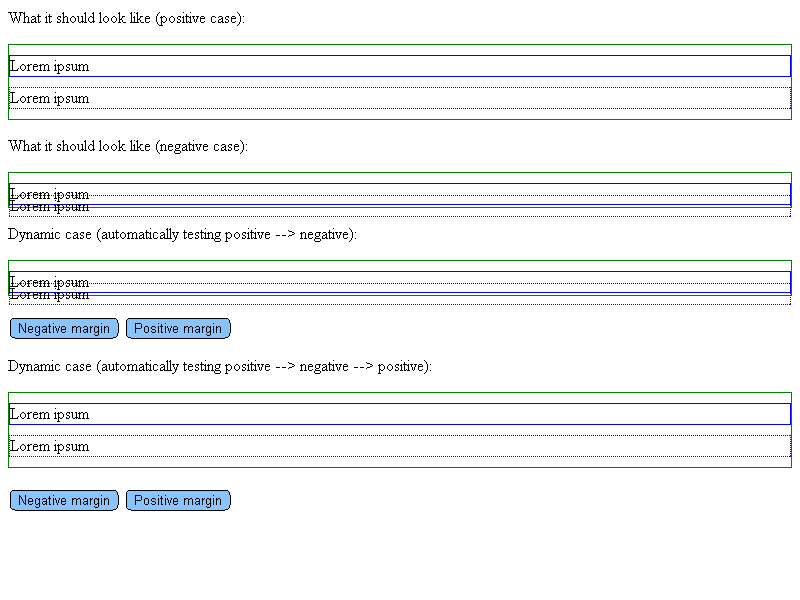 What it should look like (positive case):
Lorem ipsum
Lorem ipsum
What it should look like (negative case):
Lorem ipsum
Lorem ipsum
Dynamic case (automatically testing positive --> negative):
Lorem ipsum
Lorem ipsum
Negative margin Positive margin
Dynamic case (automatically testing positive --> negative --> positive):
Lorem ipsum
Lorem ipsum
Negative margin Positive margin